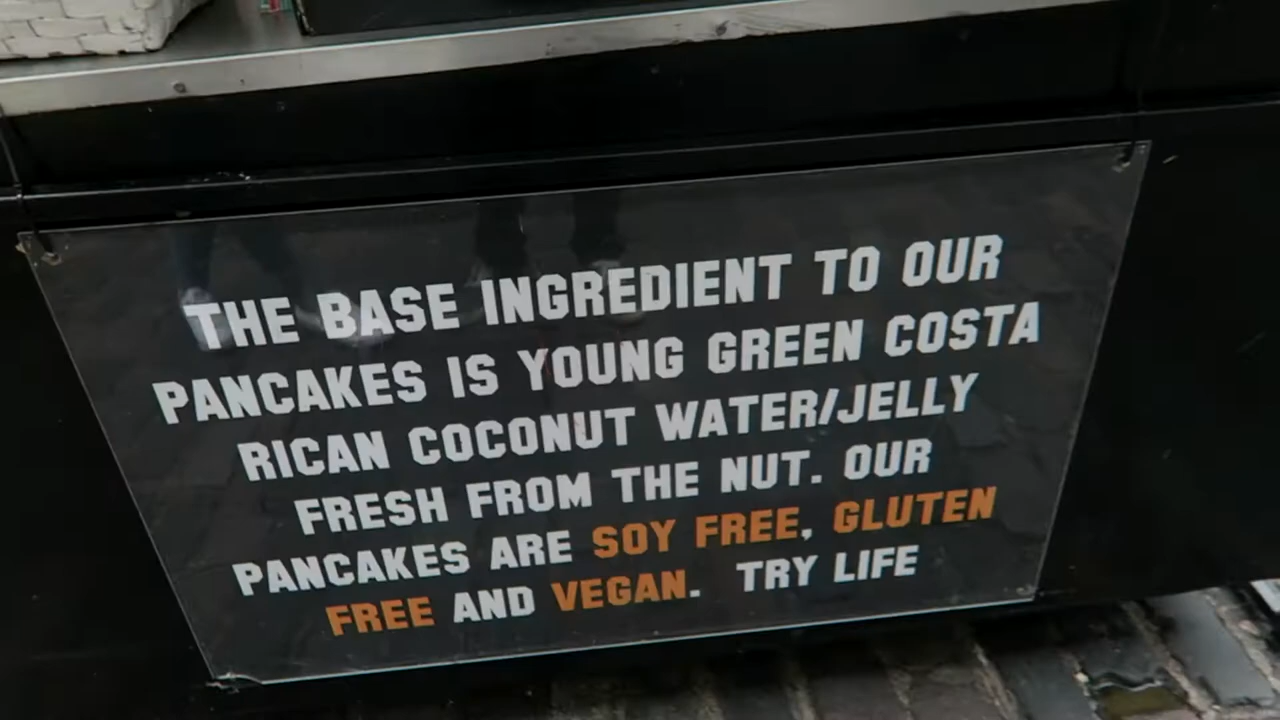 THE BASE INGREDIENT TO OUR
PANCAKES IS YOUNG GREEN COSTA
RICAN COCONUT WATER/JELLY
FRESH FROM THE NUT. OUR
PANCAKES ARE SOY FREE, GLUTEN
FREE AND VEGAN. TRY LIFE